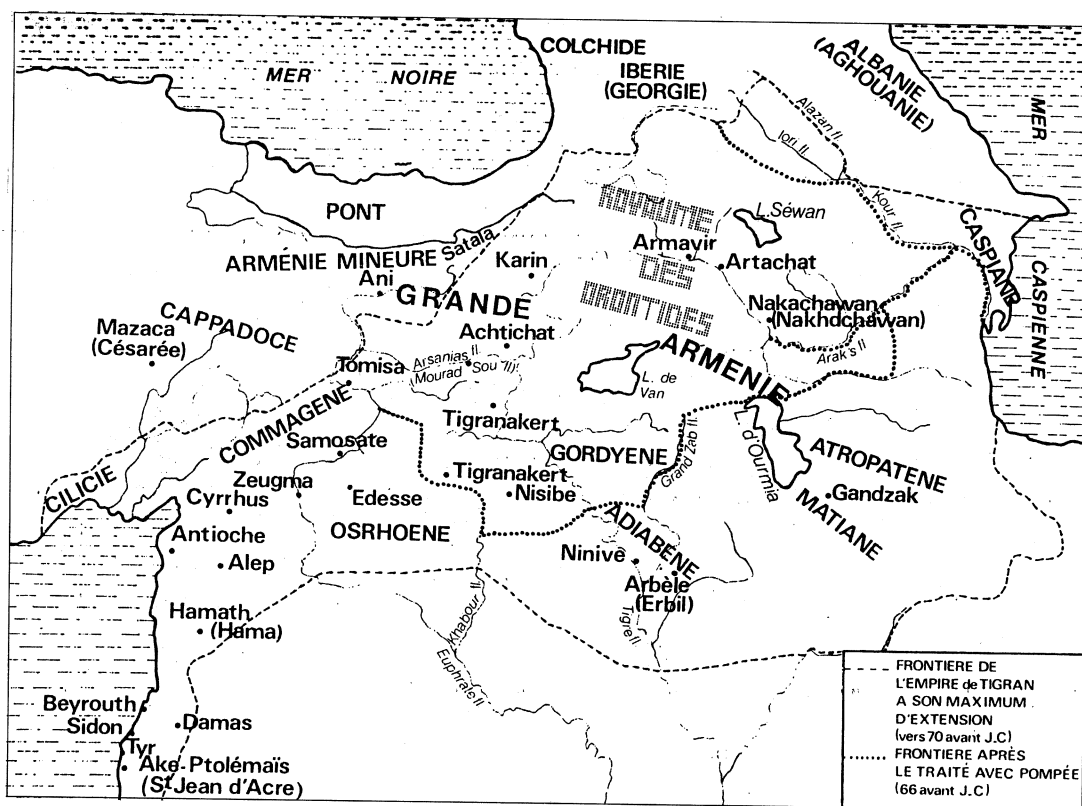 MER NOIRE
COLCHIDE
IBERIE
(GEORGIE)
ALBANIE
(AGHOUANIE)
MER
CASPIENNE
Alazan fl.
Iori fl.
Kour fl.
PONT
ROYAUME
DES
ORONTIDES
L.Séwan
CASPIANE
ARMÉNIE MINEURE
Satala
Ani
Karin
Armavir
Artachat
GRANDE
ARMENIE
Nakachawan
(Nakhdchawan)
Arak's fl
CAPPADOCE
Mazaca
(Césarée)
Achtichat
Tomisa
Arsanias fl.
(Mourad Sou fl)
L. de
Van
Tigranakert
COMMAGENE
Samosate
GORDYENE
Grand Zab fl.
L. d'Ourmia
ATROPATENE
Gandzak
MATIANE
CILICIE
Zeugma
Cyrrhus
Edesse
Tigranakert-
Nisibe
OSRHOENE
ADIABÈNE
Ninive
Arbèle
(Erbil)
Tigre fl
Antioche
Alep
Khabour fl.
Euphrate fl
Hamath
(Hama)
Beyrouth
Sidon
Damas
Tyr
Ake-Ptolémaïs
(St Jean d'Acre)
FRONTIERE DE
L'EMPIRE de TIGRAN
A SON MAXIMUM
D'EXTENSION
(vers 70 avant J.C)
FRONTIERE APRÈS
LE TRAITÉ AVEC POMPÉE
(66 avant J.C)